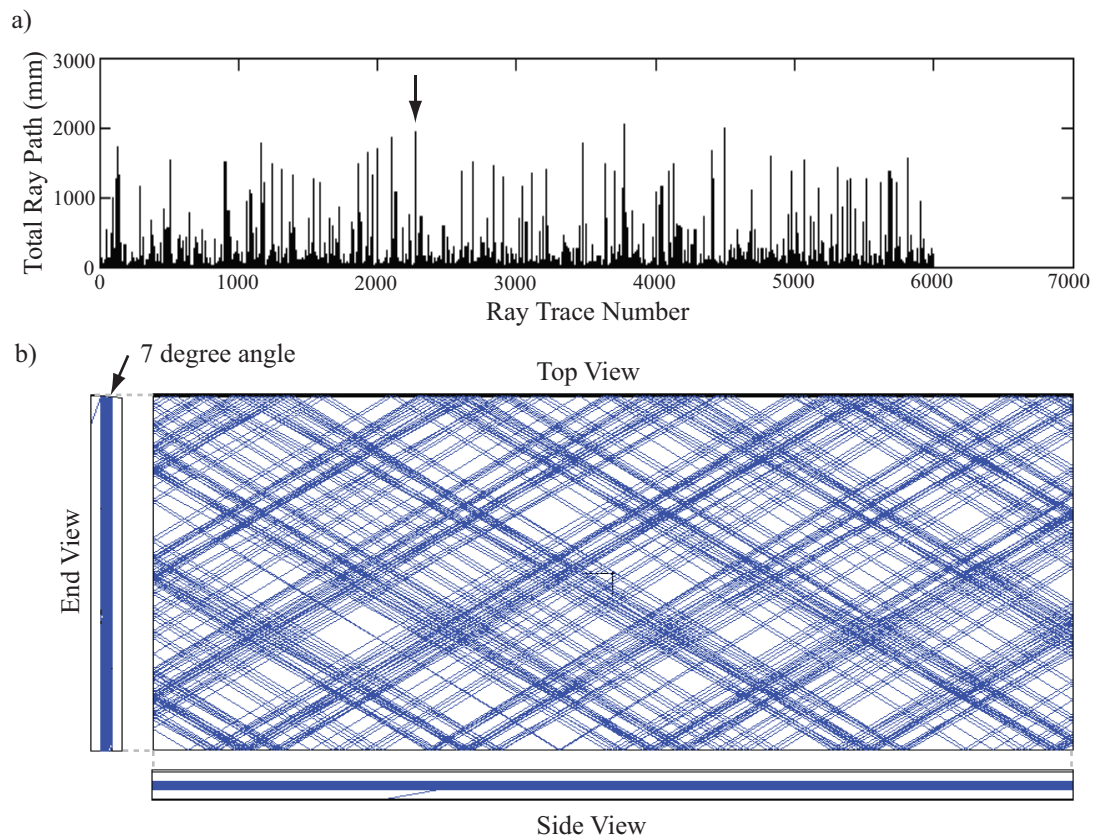 a)
3000
2000
1000
0
Total Ray Path (mm)
0 1000 2000 3000 4000 5000 6000 7000
Ray Trace Number
b)
7 degree angle
Top View
End View
Side View